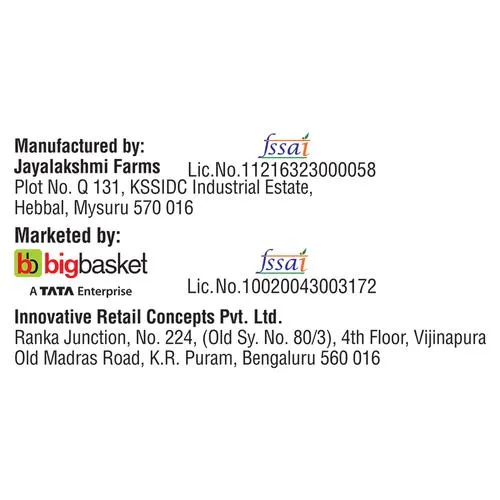 Manufactured by:
fssai
Jayalakshmi Farms
Lic.No.11216323000058
Plot No. Q 131, KSSIDC Industrial Estate,
Hebbal, Mysuru 570 016
Marketed by:
bb bigbasket
fssai
A TATA Enterprise
Lic.No.10020043003172
Innovative Retail Concepts Pvt. Ltd.
Ranka Junction, No. 224, (Old Sy. No. 80/3), 4th Floor, Vijinapura
Old Madras Road, K.R. Puram, Bengaluru 560 016